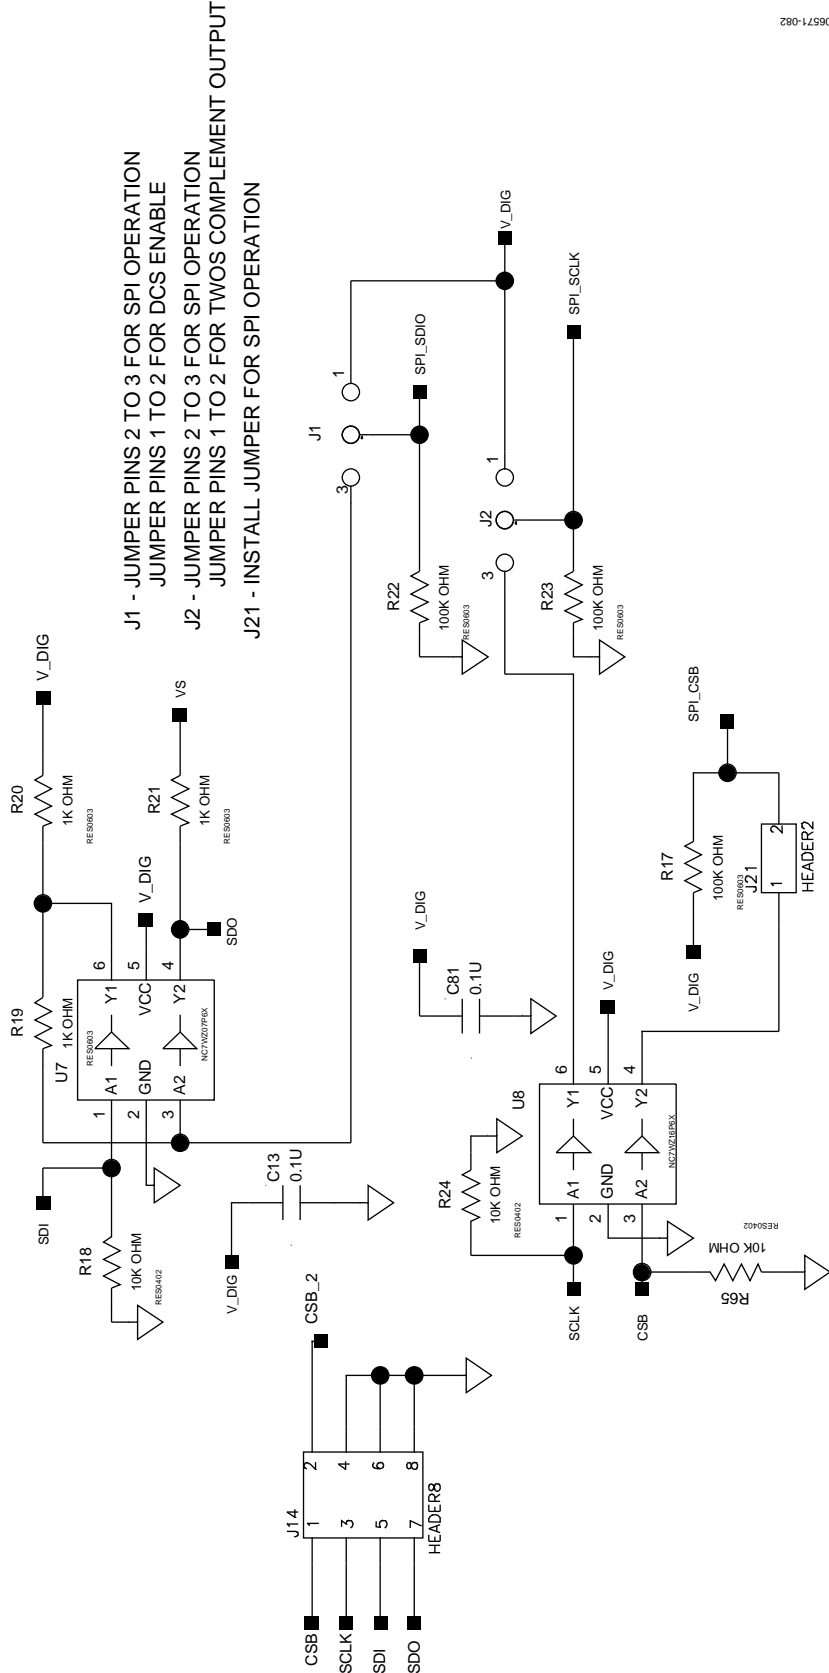 J1 - JUMPER PINS 2 TO 3 FOR SPI OPERATION
JUMPER PINS 1 TO 2 FOR DCS ENABLE
J2 - JUMPER PINS 2 TO 3 FOR SPI OPERATION
JUMPER PINS 1 TO 2 FOR TWOS COMPLEMENT OUTPUT
J21 - INSTALL JUMPER FOR SPI OPERATION
SDI
R18
10K OHM
RES0402
R19
1K OHM
RES0603
R20
1K OHM
RES0603
V_DIG
U7
1
A1
Y1
6
2
GND
VCC
5
V_DIG
3
A2
Y2
4
NC7WZ07P6X
R21
1K OHM
RES0603
VS
SDO
V_DIG
C13
0.1U
J1
3
1
SPI_SDIO
R22
100K OHM
RES0603
V_DIG
J14
CSB
1
2
CSB_2
SCLK
3
4
SDI
5
6
SDO
7
8
HEADER8
V_DIG
C81
0.1U
J2
3
1
SPI_SCLK
R23
100K OHM
RES0603
R24
10K OHM
RES0402
SCLK
CSB
U8
1
A1
Y1
6
2
GND
VCC
5
V_DIG
3
A2
Y2
4
NC7WZ16P6X
R65
10K OHM
RES0402
V_DIG
R17
100K OHM
RES0603
SPI_CSB
J21
1
2
HEADER2
06571-082